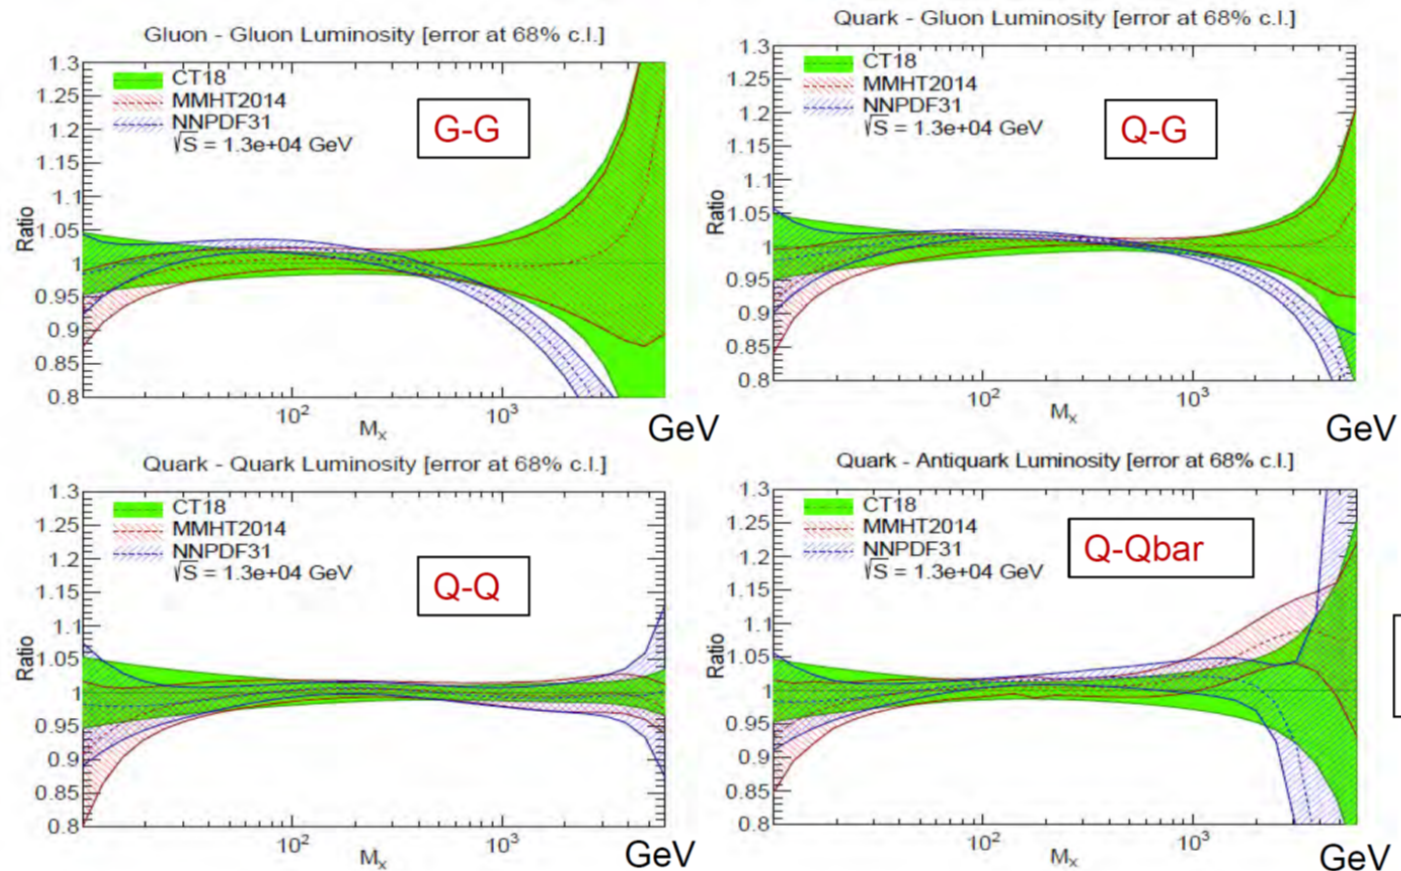 Gluon - Gluon Luminosity [error at 68% c.l.]
1.3
1.25
1.2
1.15
1.1
1.05
1
0.95
0.9
0.85
0.8
Ratio
CT18
MMHT2014
NNPDF31
√S = 1.3e+04 GeV
G-G
10²
10³
Mx
GeV
Quark - Gluon Luminosity [error at 68% c.l.]
1.3
1.25
1.2
1.15
1.1
1.05
1
0.95
0.9
0.85
0.8
Ratio
CT18
MMHT2014
NNPDF31
√S = 1.3e+04 GeV
Q-G
10²
10³
Mx
GeV
Quark - Quark Luminosity [error at 68% c.l.]
1.3
1.25
1.2
1.15
1.1
1.05
1
0.95
0.9
0.85
0.8
Ratio
CT18
MMHT2014
NNPDF31
√S = 1.3e+04 GeV
Q-Q
10²
10³
Mx
GeV
Quark - Antiquark Luminosity [error at 68% c.l.]
1.3
1.25
1.2
1.15
1.1
1.05
1
0.95
0.9
0.85
0.8
Ratio
CT18
MMHT2014
NNPDF31
√S = 1.3e+04 GeV
Q-Qbar
10²
10³
Mx
GeV